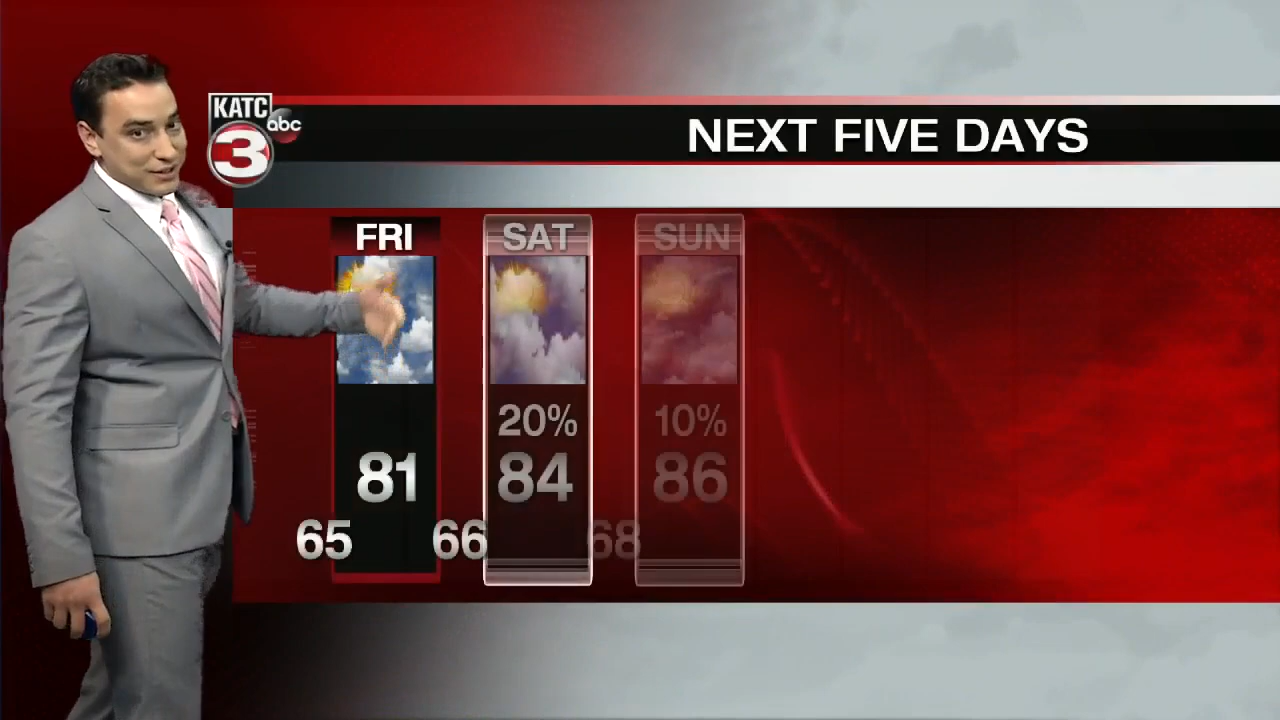 KATC
abc
3
NEXT FIVE DAYS
FRI SAT SUN
20% 10%
81 84 86
65 66 68